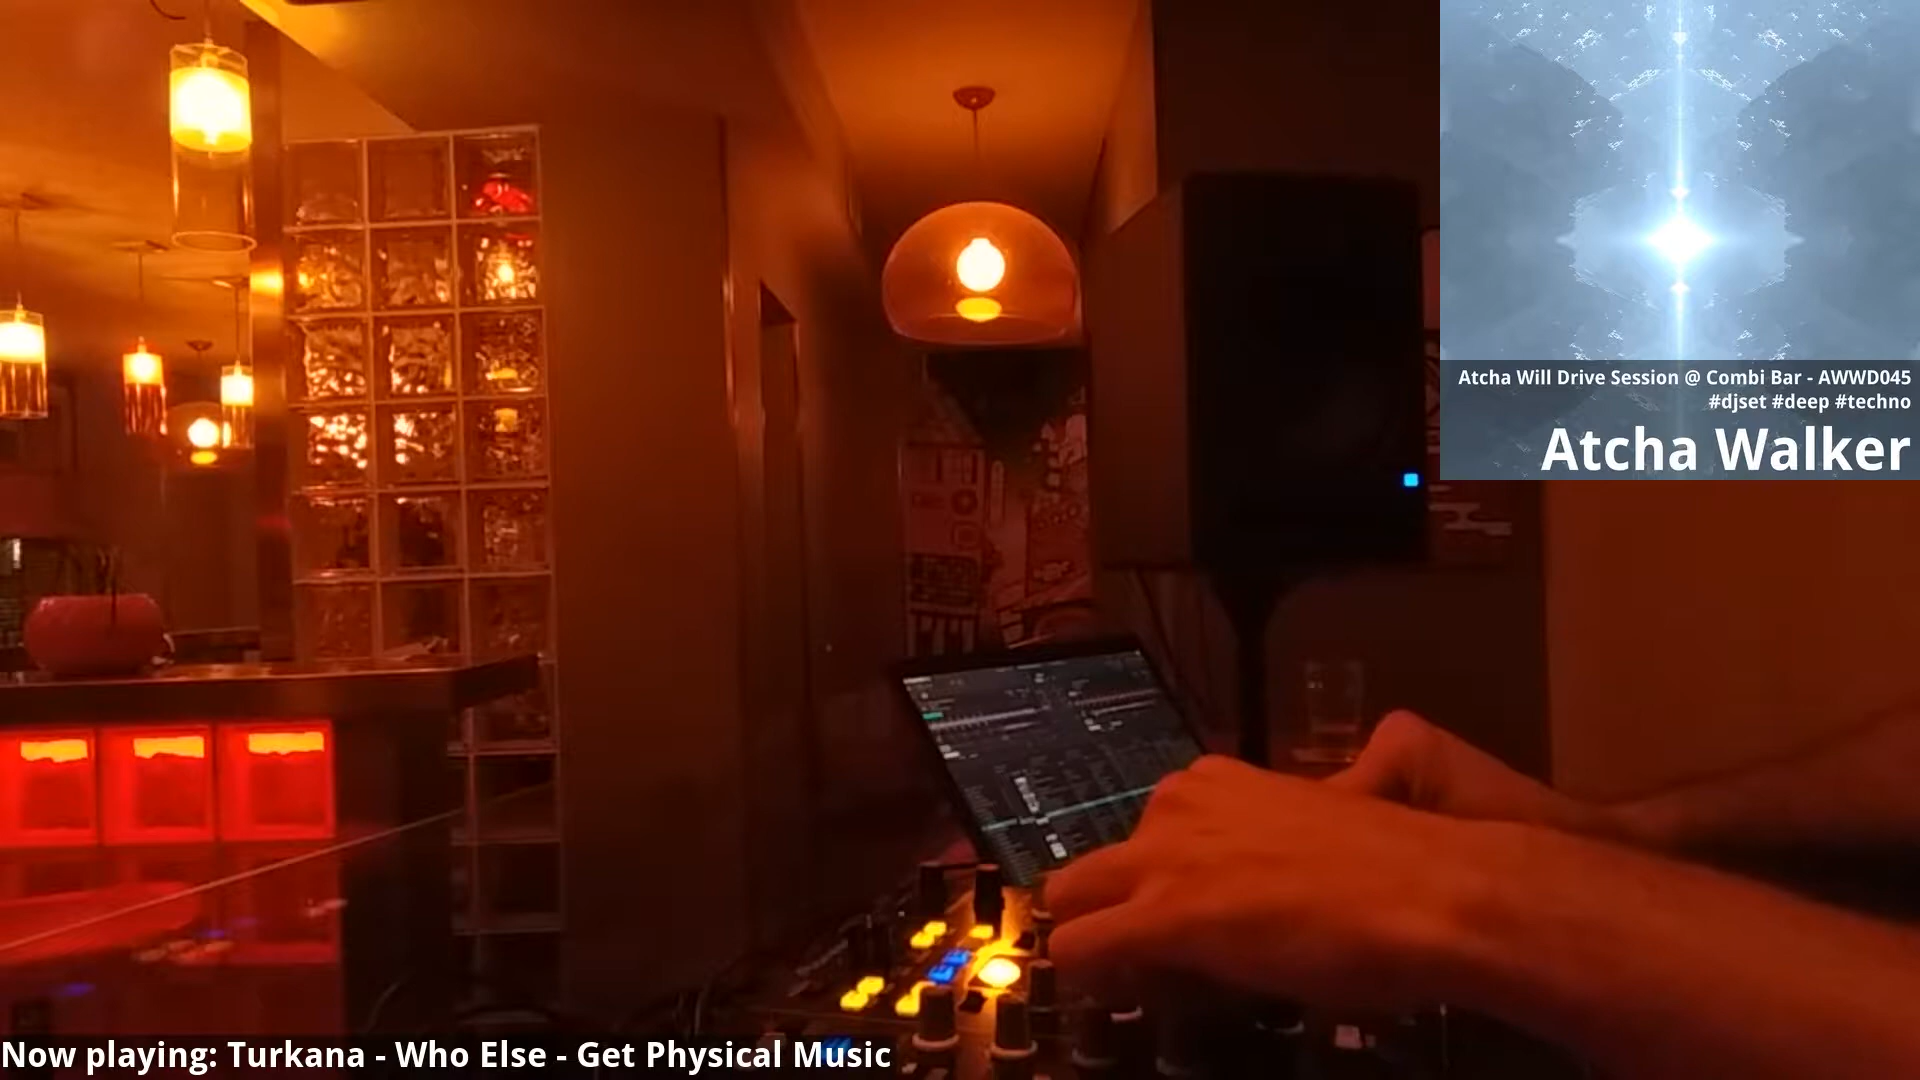 Atcha Will Drive Session @ Combi Bar - AWWD045
#djset #deep #techno
Atcha Walker
Now playing: Turkana - Who Else - Get Physical Music